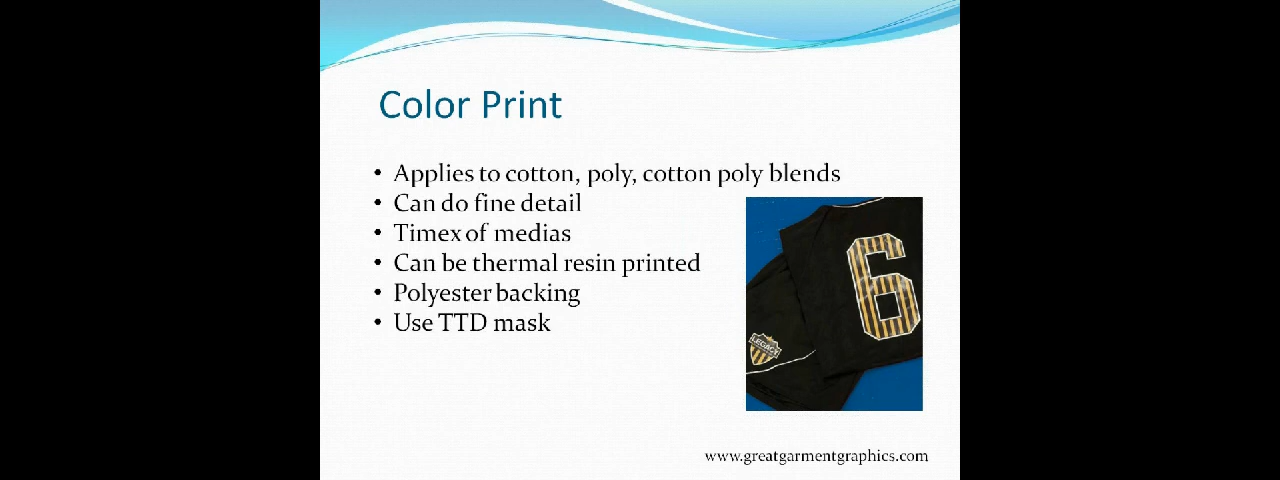 Color Print
• Applies to cotton, poly, cotton poly blends
• Can do fine detail
• Timex of medias
• Can be thermal resin printed
• Polyester backing
• Use TTD mask
6
LEGACY
www.greatgarmentgraphics.com